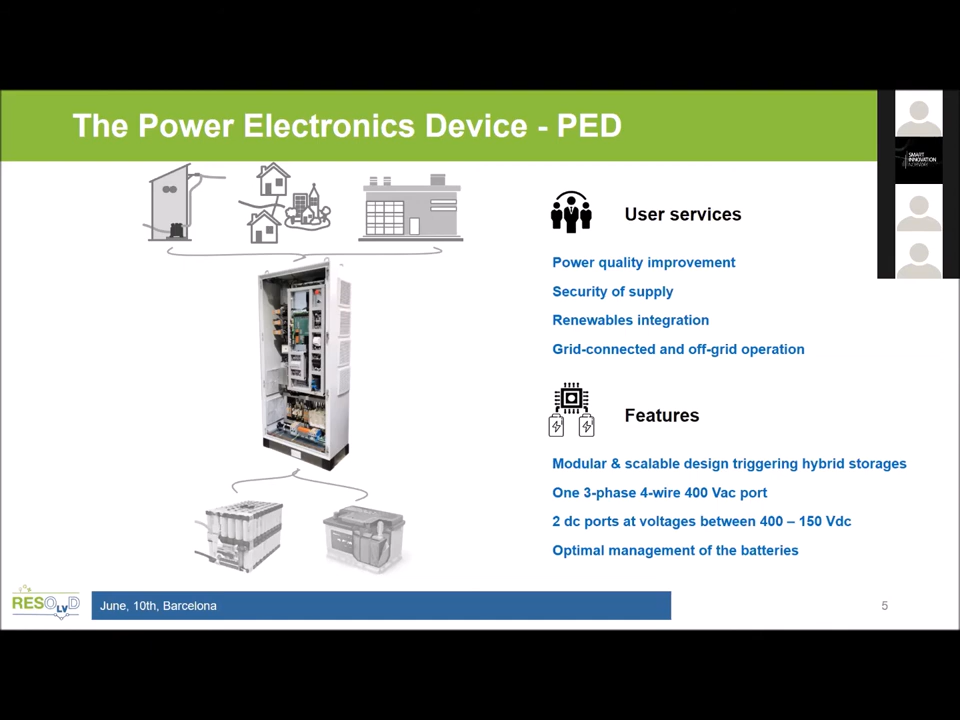 The Power Electronics Device - PED
SMART
INNOVATION
User services
Power quality improvement
Security of supply
Renewables integration
Grid-connected and off-grid operation
Features
Modular & scalable design triggering hybrid storages
One 3-phase 4-wire 400 Vac port
2 dc ports at voltages between 400 – 150 Vdc
Optimal management of the batteries
RESOLVD
June, 10th, Barcelona
5